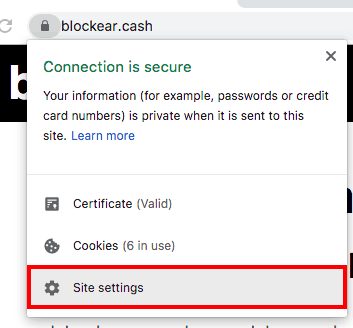 blockear.cash
Connection is secure
Your information (for example, passwords or credit
card numbers) is private when it is sent to this
site. Learn more
Certificate (Valid)
Cookies (6 in use)
Site settings